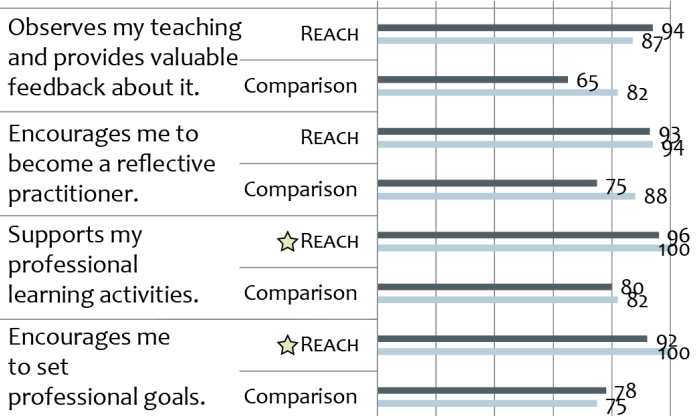 Observes my teaching
and provides valuable
feedback about it.
REACH
94
87
Comparison
65
82
Encourages me to
become a reflective
practitioner.
REACH
93
94
Comparison
75
88
Supports my
professional
learning activities.
REACH
96
100
Comparison
80
82
Encourages me
to set
professional goals.
REACH
92
100
Comparison
78
75